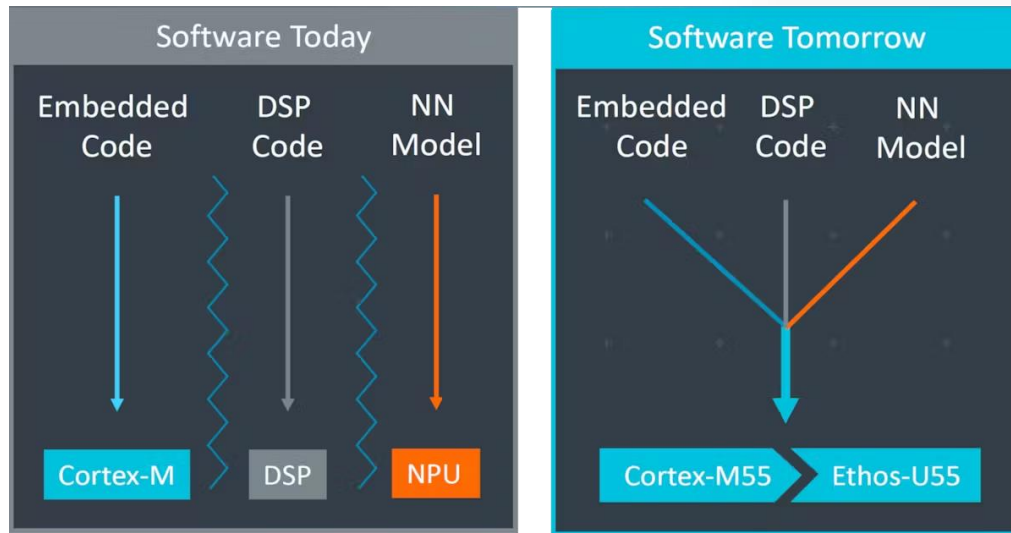 Software Today
Embedded
Code
DSP
Code
NN
Model
Cortex-M
DSP
NPU
Software Tomorrow
Embedded
Code
DSP
Code
NN
Model
Cortex-M55
Ethos-U55